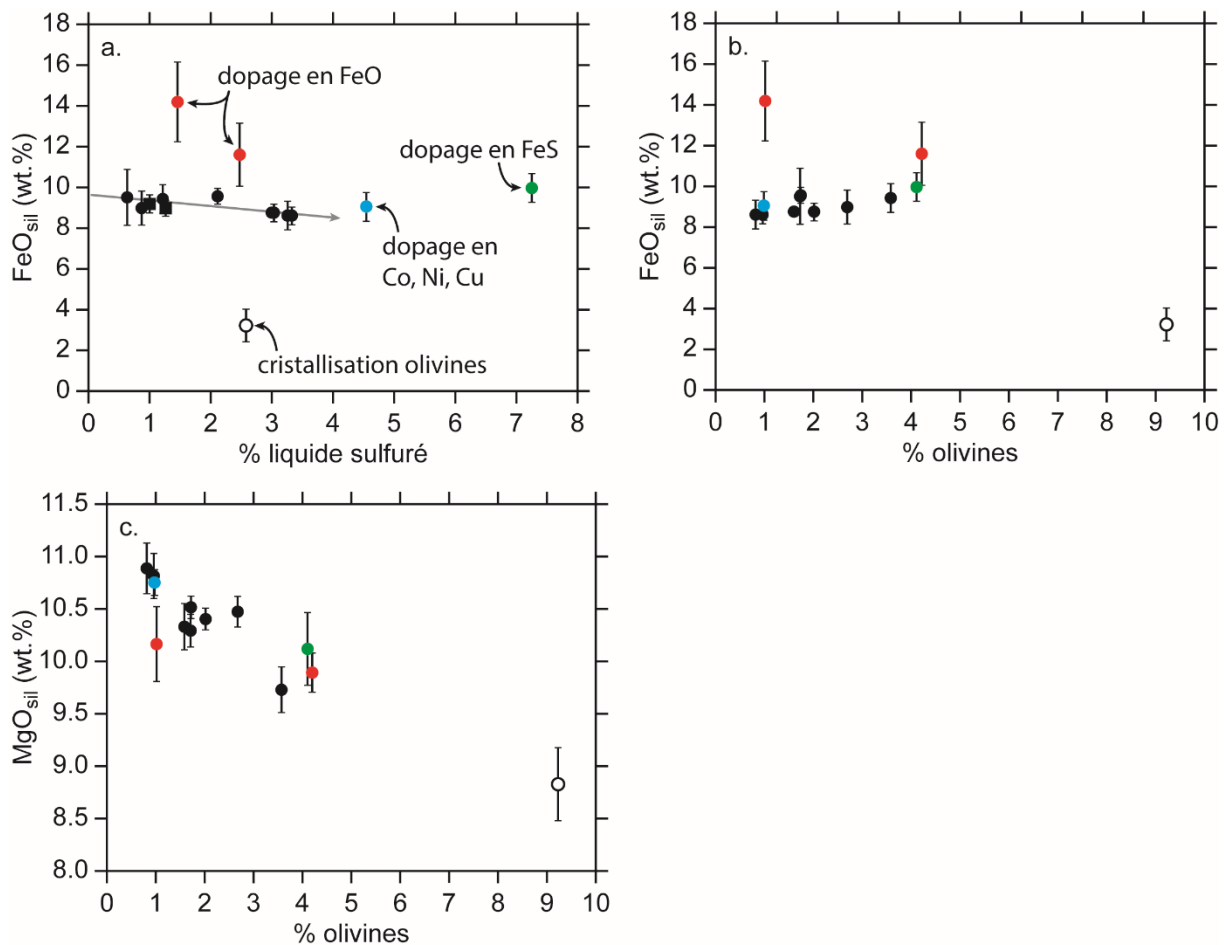 a.
18
16
14
12
10
8
6
4
2
0
FeOsil (wt.%)
dopage en FeO
dopage en FeS
dopage en
Co, Ni, Cu
cristallisation olivines
0 1 2 3 4 5 6 7 8
% liquide sulfuré
b.
18
16
14
12
10
8
6
4
2
0
FeOsil (wt.%)
0 1 2 3 4 5 6 7 8 9 10
% olivines
c.
11.5
11.0
10.5
10.0
9.5
9.0
8.5
8.0
MgOsil (wt.%)
0 1 2 3 4 5 6 7 8 9 10
% olivines